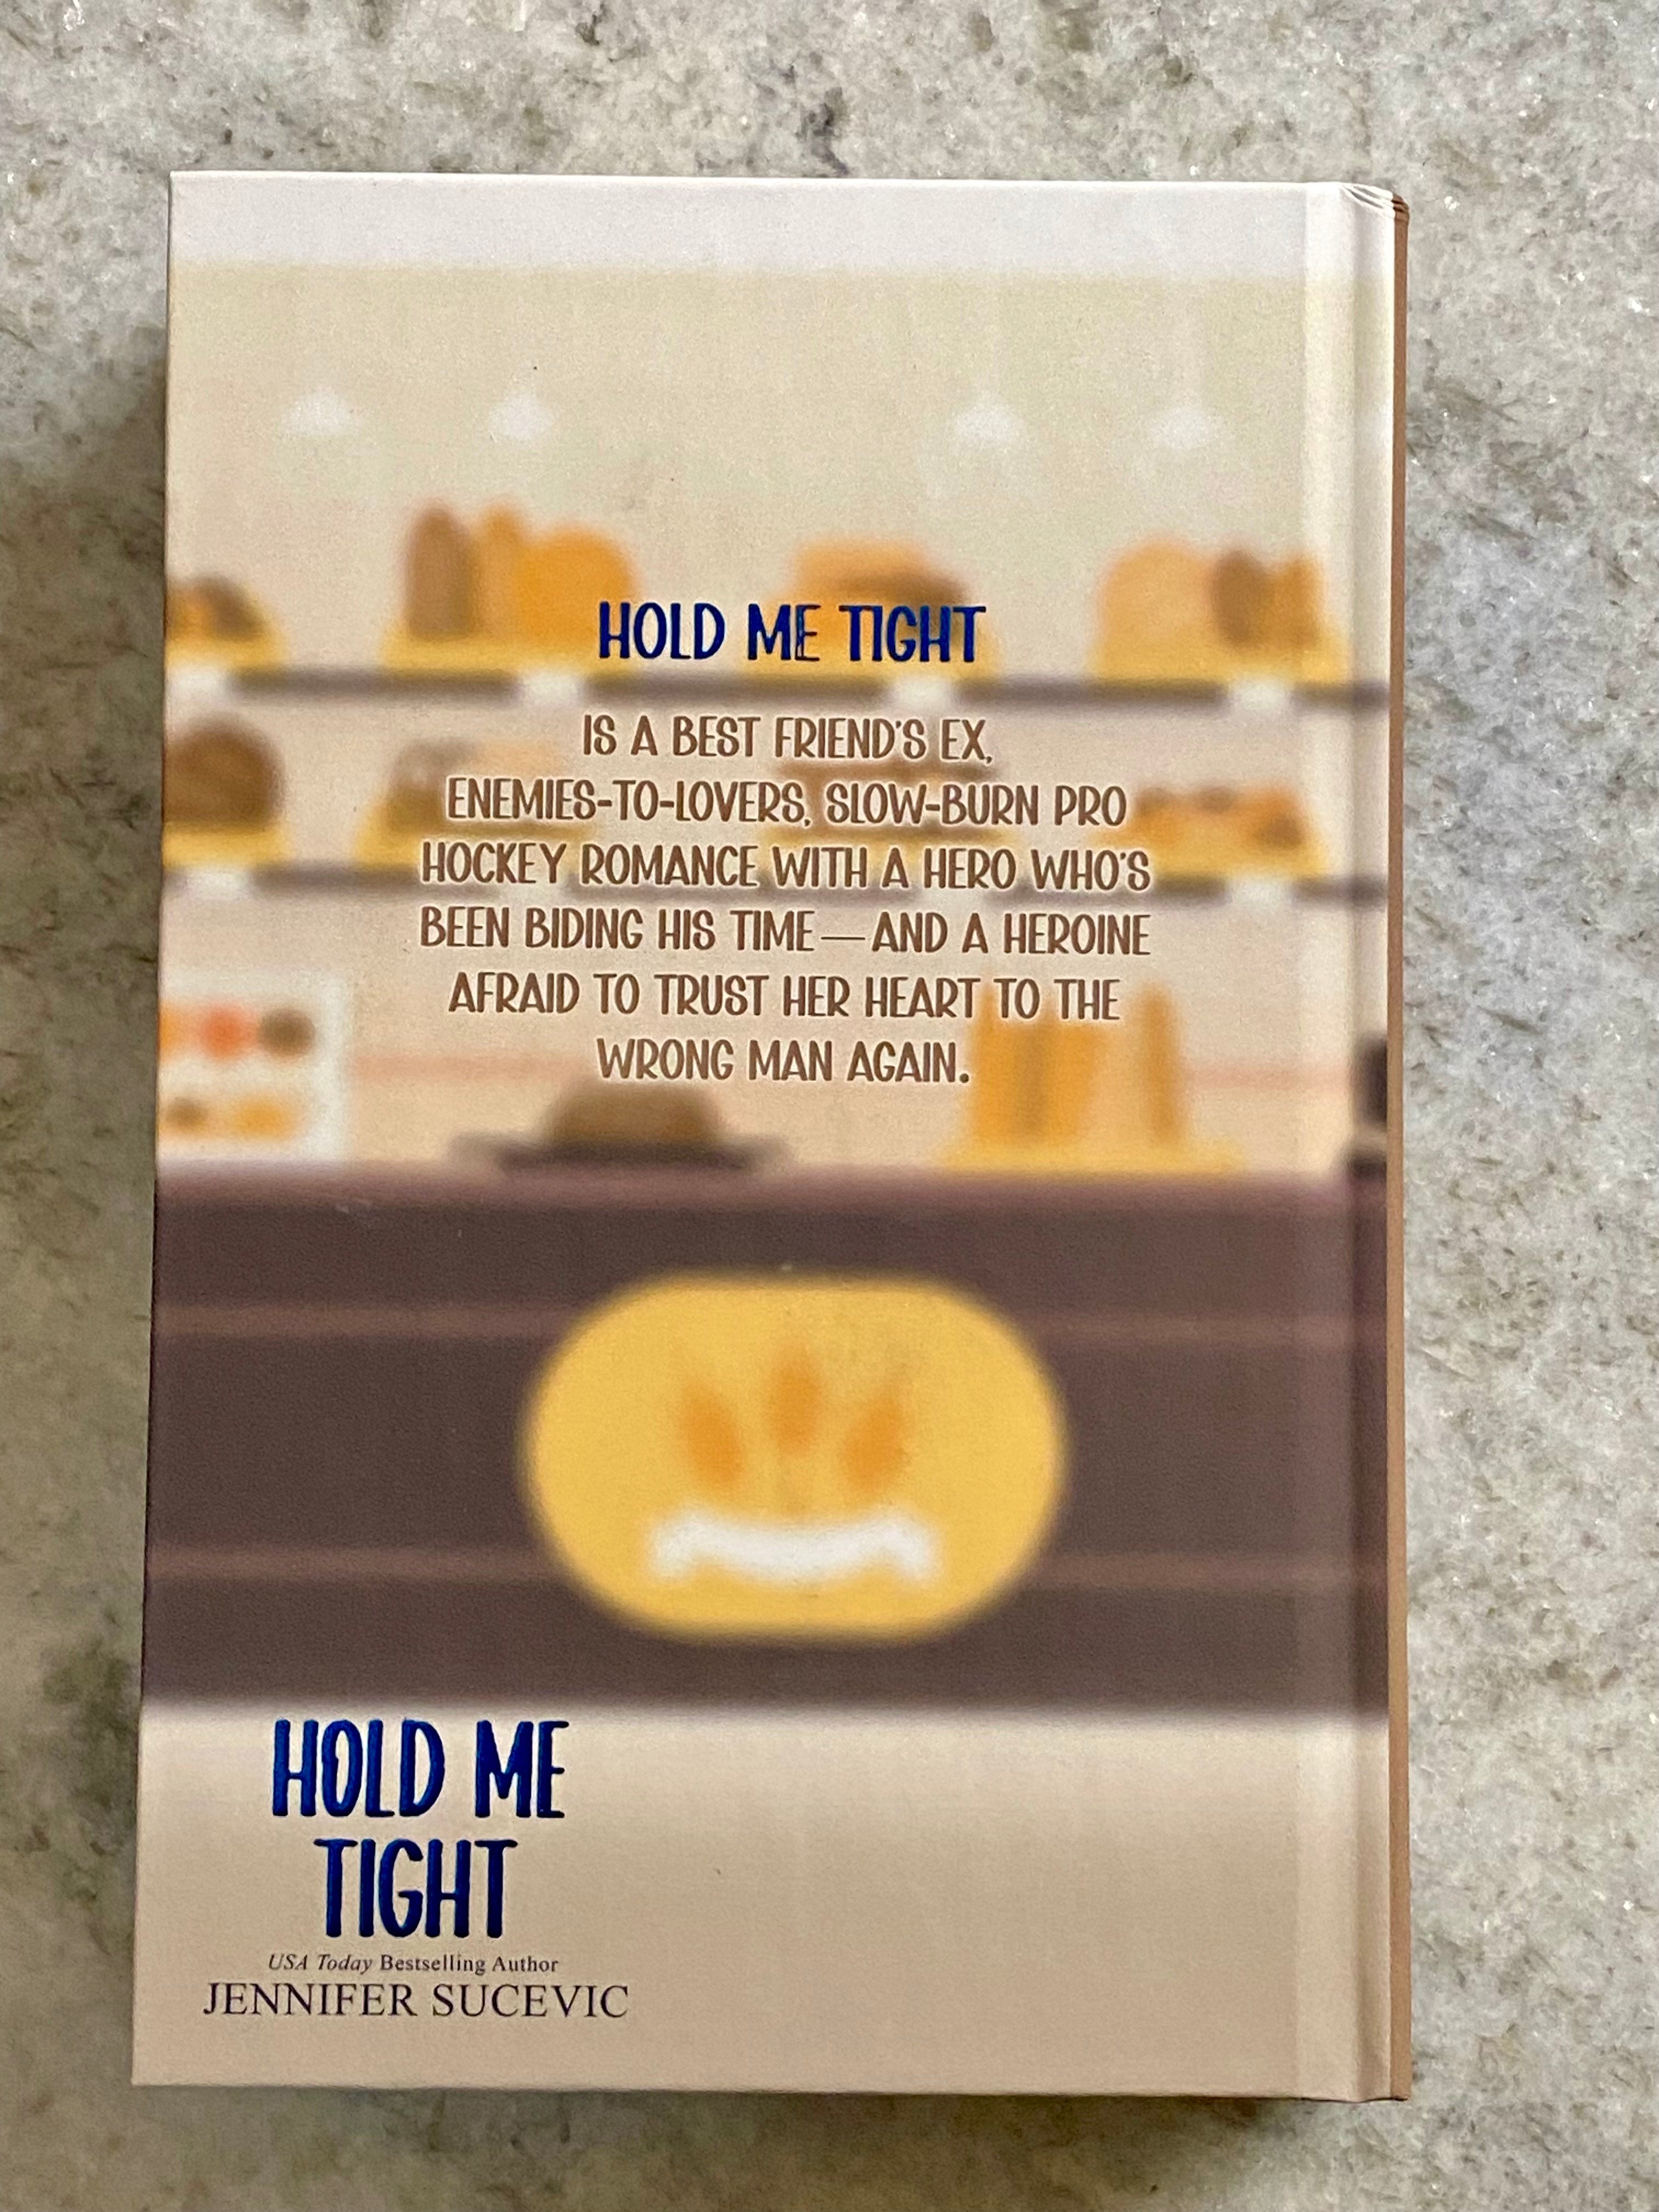 HOLD ME TIGHT
IS A BEST FRIEND'S EX,
ENEMIES-TO-LOVERS, SLOW-BURN PRO
HOCKEY ROMANCE WITH A HERO WHO'S
BEEN BIDING HIS TIME—AND A HEROINE
AFRAID TO TRUST HER HEART TO THE
WRONG MAN AGAIN.
HOLD ME
TIGHT
USA Today Bestselling Author
JENNIFER SUCEVIC